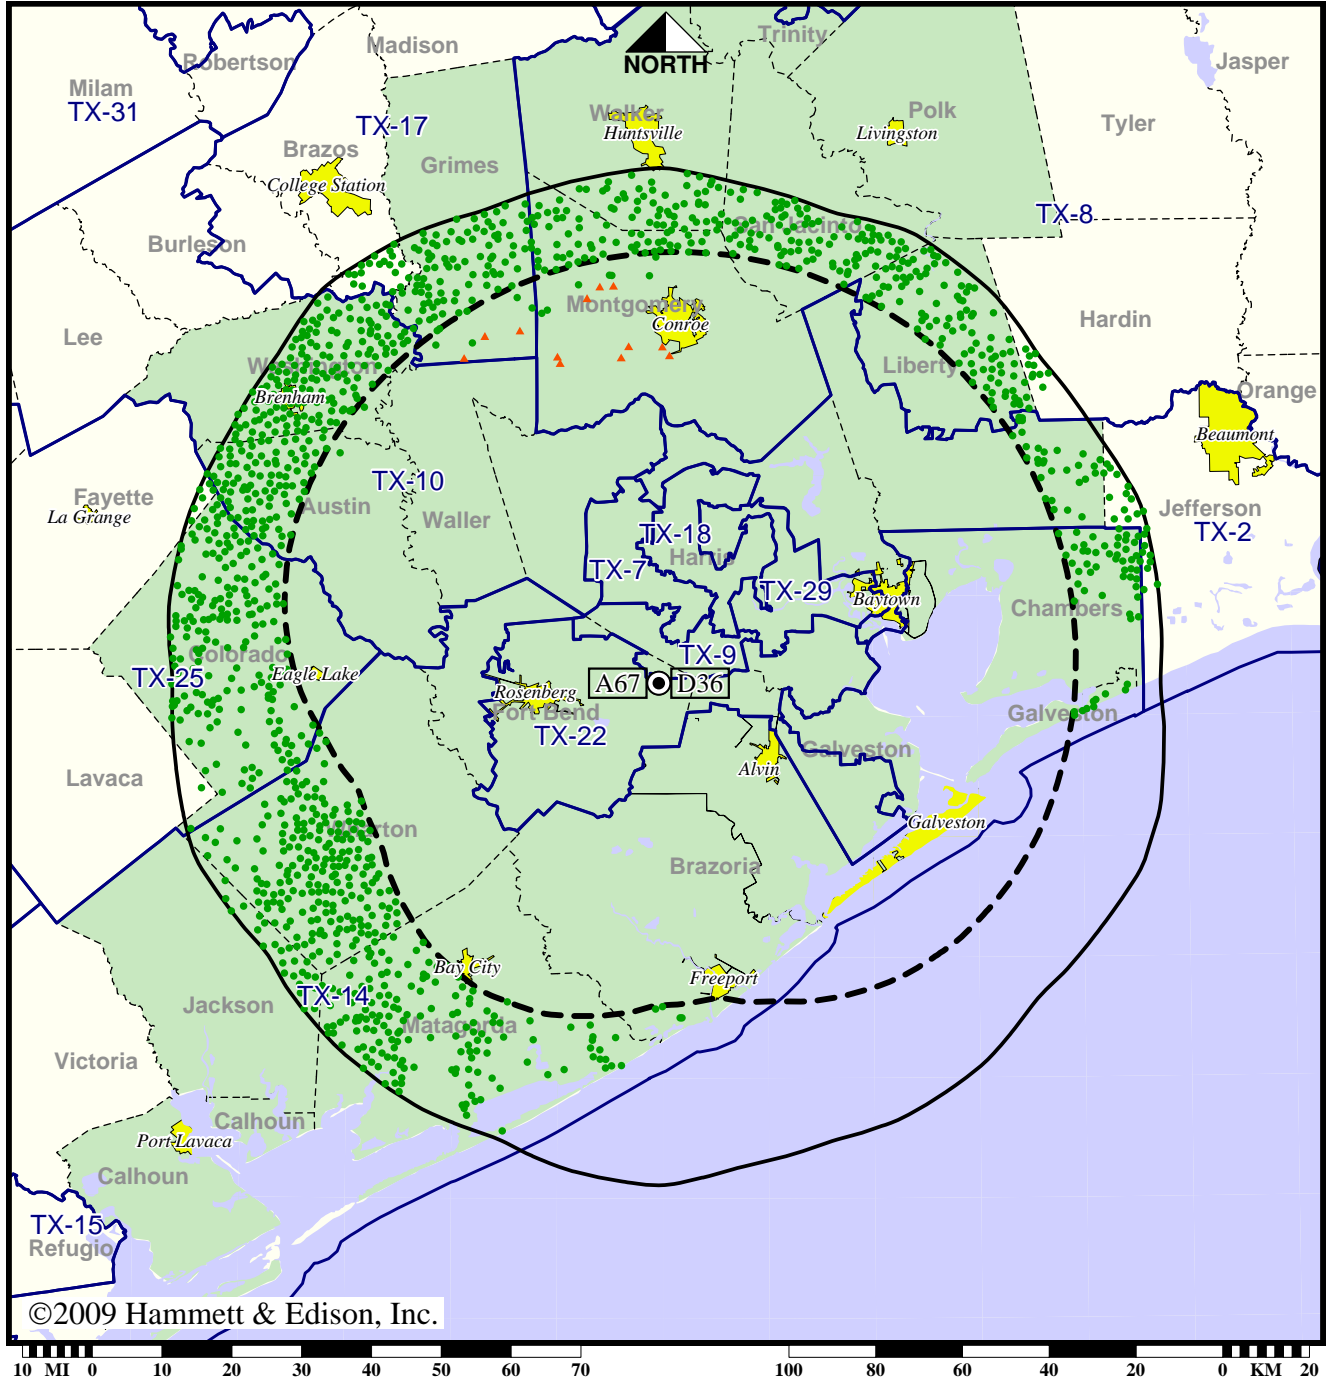 Madison
Trinity
Robertson
Jasper
NORTH
Milam
TX-31
TX-17
Walker
Huntsville
Polk
Livingston
Tyler
Brazos
Grimes
College Station
TX-8
San Jacinto
Burleson
Montgomery
Conroe
Hardin
Lee
Washington
Liberty
Brenham
Orange
Beaumont
TX-10
Fayette
La Grange
Austin
Waller
Jefferson
TX-2
TX-18
Harris
TX-7
TX-29
Baytown
Chambers
Colorado
TX-25
Eagle Lake
TX-9
A67
D36
Rosenberg
Fort Bend
TX-22
Galveston
Galveston
Alvin
Lavaca
Galveston
Wharton
Brazoria
Bay City
Freeport
TX-14
Jackson
Matagorda
Victoria
Calhoun
Port Lavaca
Calhoun
TX-15
Refugio
©2009 Hammett & Edison, Inc.
10 MI 0 10 20 30 40 50 60 70 100 80 60 40 20 0 KM 20